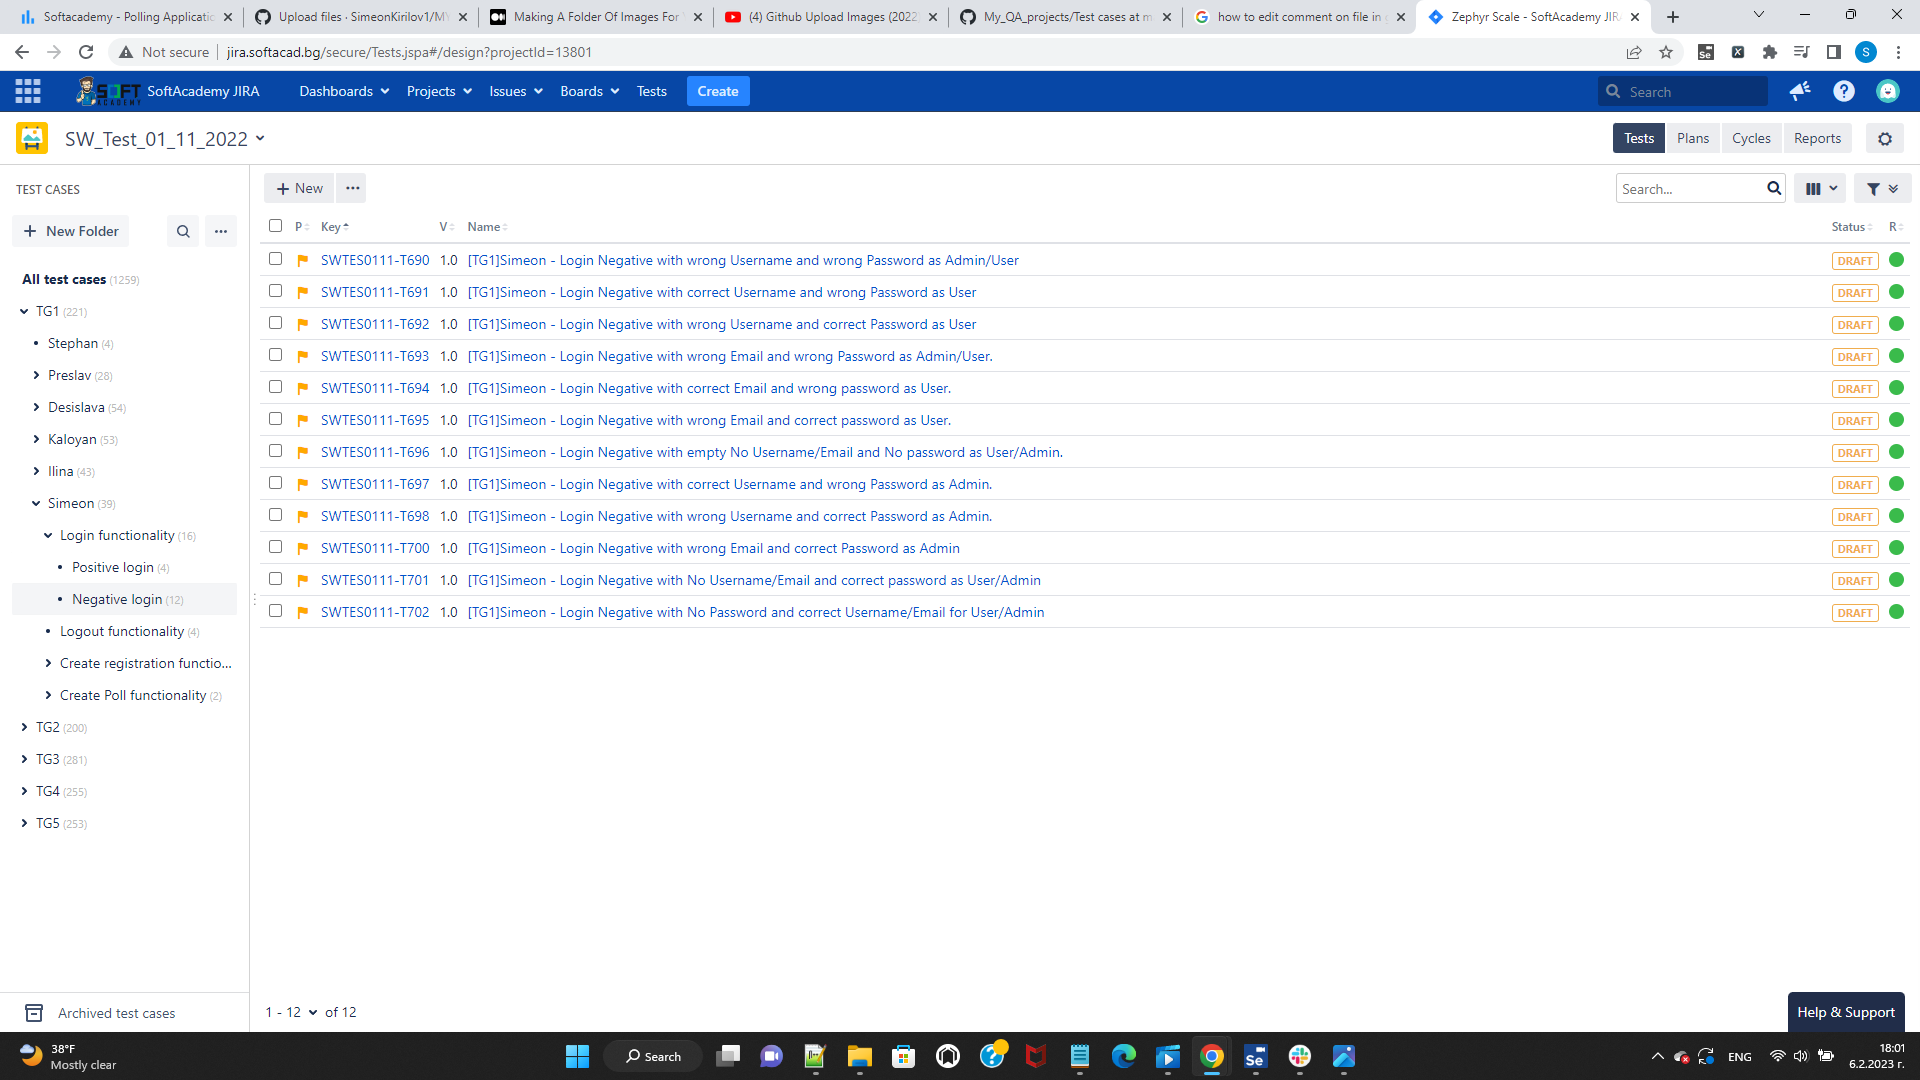 Softacademy - Polling Applicatio
Upload files · SimeonKirilov1/MY
Making A Folder Of Images For
(4) Github Upload Images (2022
My_QA_projects/Test cases at m
how to edit comment on file in g
Zephyr Scale - SoftAcademy JIR
Not secure
jira.softacad.bg/secure/Tests.jspa#/design?projectId=13801
S
SOFT ACADEMY
SoftAcademy JIRA
Dashboards
Projects
Issues
Boards
Tests
Create
Search
SW_Test_01_11_2022
Tests
Plans
Cycles
Reports
TEST CASES
+ New
...
Search...
+ New Folder
...
P
Key
V
Name
Status
R
All test cases (1259)
TG1 (221)
Stephan (4)
Preslav (28)
Desislava (54)
Kaloyan (53)
Ilina (43)
Simeon (39)
Login functionality (16)
Positive login (4)
Negative login (12)
Logout functionality (4)
Create registration functio...
Create Poll functionality (2)
TG2 (200)
TG3 (281)
TG4 (255)
TG5 (253)
SWTES0111-T690 1.0 [TG1]Simeon - Login Negative with wrong Username and wrong Password as Admin/User DRAFT
SWTES0111-T691 1.0 [TG1]Simeon - Login Negative with correct Username and wrong Password as User DRAFT
SWTES0111-T692 1.0 [TG1]Simeon - Login Negative with wrong Username and correct Password as User DRAFT
SWTES0111-T693 1.0 [TG1]Simeon - Login Negative with wrong Email and wrong Password as Admin/User. DRAFT
SWTES0111-T694 1.0 [TG1]Simeon - Login Negative with correct Email and wrong password as User. DRAFT
SWTES0111-T695 1.0 [TG1]Simeon - Login Negative with wrong Email and correct password as User. DRAFT
SWTES0111-T696 1.0 [TG1]Simeon - Login Negative with empty No Username/Email and No password as User/Admin. DRAFT
SWTES0111-T697 1.0 [TG1]Simeon - Login Negative with correct Username and wrong Password as Admin. DRAFT
SWTES0111-T698 1.0 [TG1]Simeon - Login Negative with wrong Username and correct Password as Admin. DRAFT
SWTES0111-T700 1.0 [TG1]Simeon - Login Negative with wrong Email and correct Password as Admin DRAFT
SWTES0111-T701 1.0 [TG1]Simeon - Login Negative with No Username/Email and correct password as User/Admin DRAFT
SWTES0111-T702 1.0 [TG1]Simeon - Login Negative with No Password and correct Username/Email for User/Admin DRAFT
Archived test cases
1 - 12 of 12
Help & Support
38°F
Mostly clear
Search
Se
ENG
18:01
6.2.2023 г.